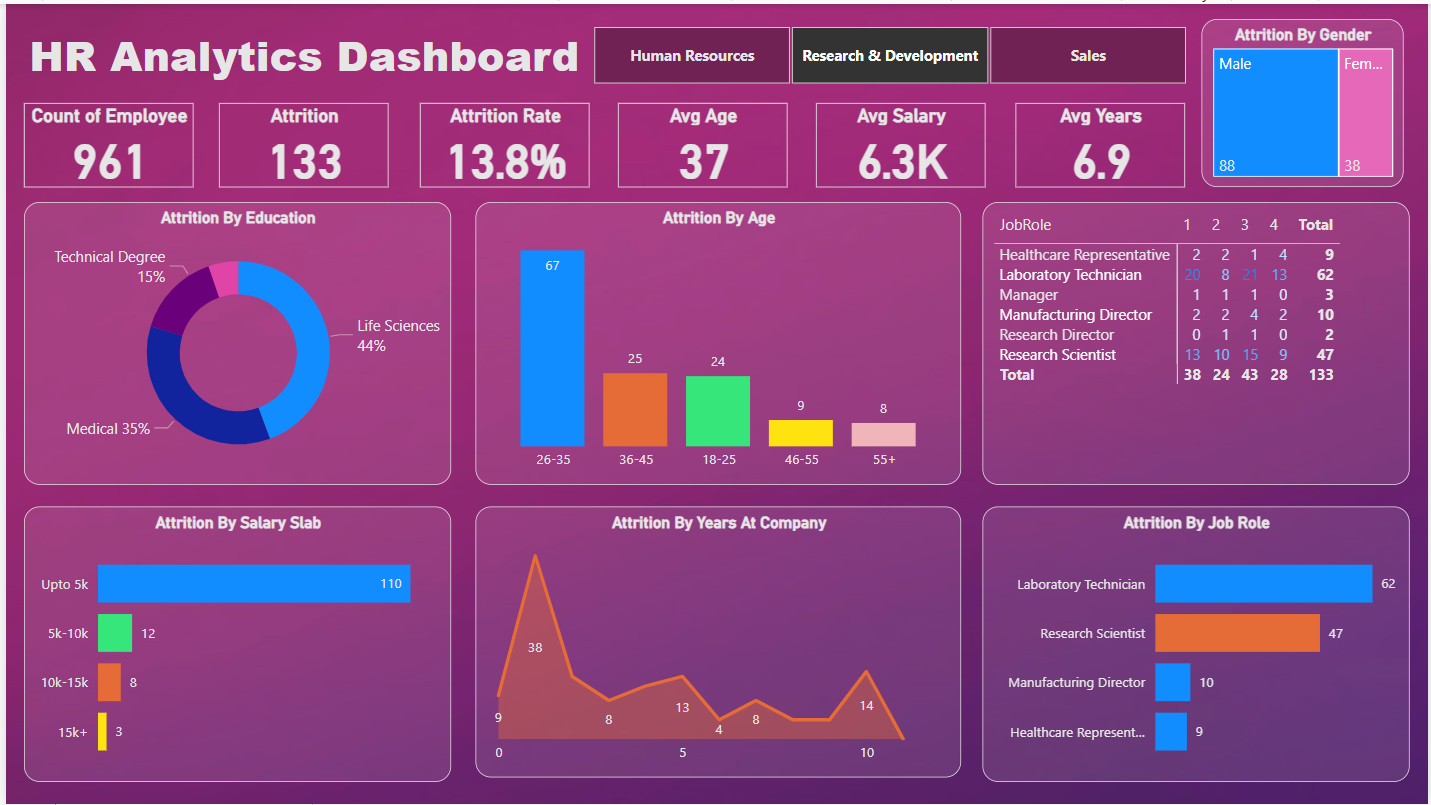 HR Analytics Dashboard
Human Resources
Research & Development
Sales
Attrition By Gender
Male
Fem...
88
38
Count of Employee
961
Attrition
133
Attrition Rate
13.8%
Avg Age
37
Avg Salary
6.3K
Avg Years
6.9
Attrition By Education
Technical Degree
15%
Life Sciences
44%
Medical 35%
Attrition By Age
67
25
24
9
8
26-35
36-45
18-25
46-55
55+
JobRole 1 2 3 4 Total
Healthcare Representative 2 2 1 4 9
Laboratory Technician 20 8 21 13 62
Manager 1 1 1 0 3
Manufacturing Director 2 2 4 2 10
Research Director 0 1 1 0 2
Research Scientist 13 10 15 9 47
Total 38 24 43 28 133
Attrition By Salary Slab
Upto 5k 110
5k-10k 12
10k-15k 8
15k+ 3
Attrition By Years At Company
38
9
8
13
4
8
14
0
5
10
Attrition By Job Role
Laboratory Technician 62
Research Scientist 47
Manufacturing Director 10
Healthcare Represent... 9